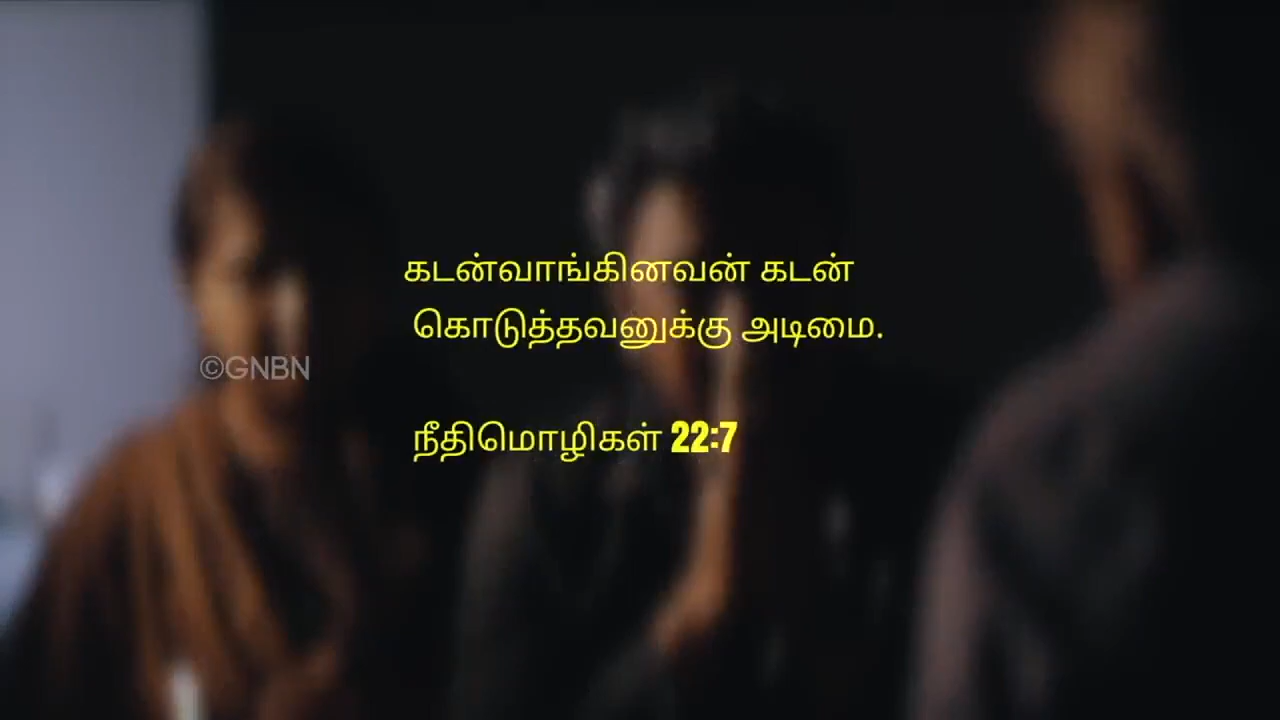 கடன்வாங்கினவன் கடன்
கொடுத்தவனுக்கு அடிமை.
©GNBN
நீதிமொழிகள் 22:7